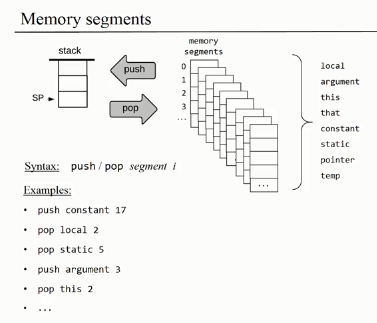 Memory segments
stack
push
pop
SP
memory
segments
0
1
2
3
...
...
local
argument
this
that
constant
static
pointer
temp
Syntax: push / pop segment i
Examples:
• push constant 17
• pop local 2
• pop static 5
• push argument 3
• pop this 2
• ...